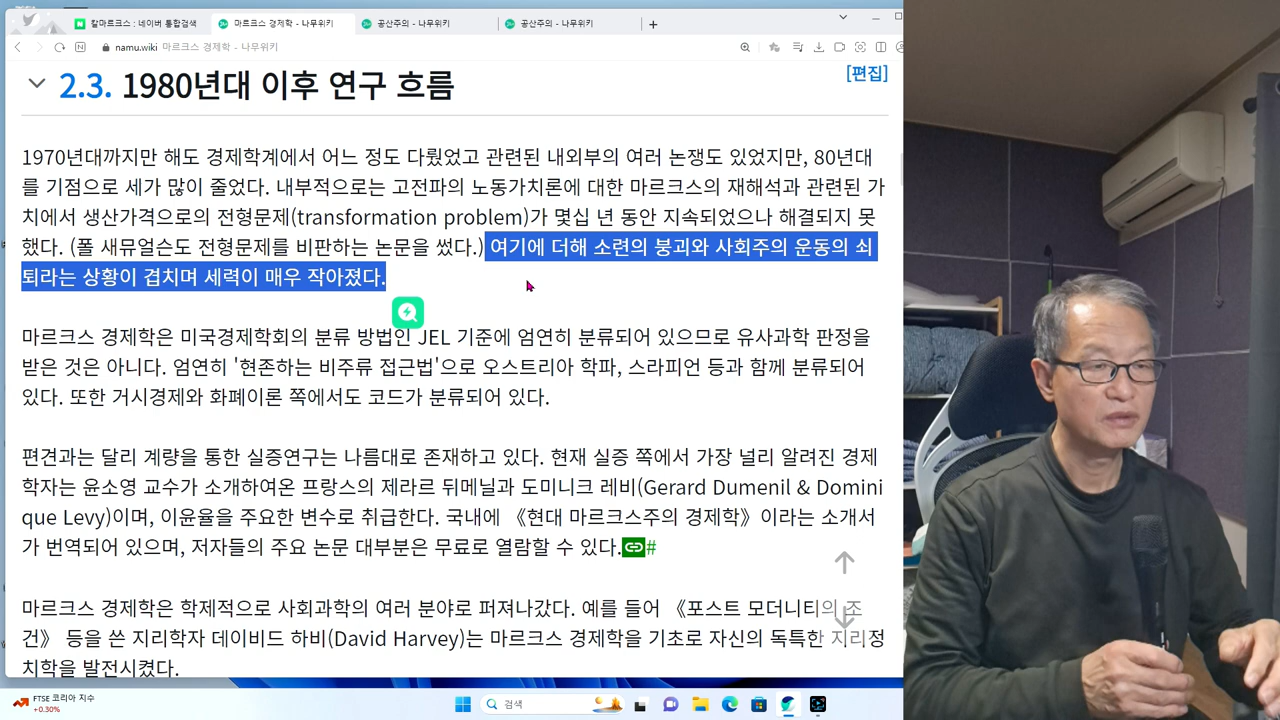 칼마르크스 : 네이버 통합검색
마르크스 경제학 - 나무위키
공산주의 - 나무위키
공산주의 - 나무위키
namu.wiki 마르크스 경제학 - 나무위키
2.3. 1980년대 이후 연구 흐름
[편집]
1970년대까지만 해도 경제학계에서 어느 정도 다뤘었고 관련된 내외부의 여러 논쟁도 있었지만, 80년대
를 기점으로 세가 많이 줄었다. 내부적으로는 고전파의 노동가치론에 대한 마르크스의 재해석과 관련된 가
치에서 생산가격으로의 전형문제(transformation problem)가 몇십 년 동안 지속되었으나 해결되지 못
했다. (폴 새뮤얼슨도 전형문제를 비판하는 논문을 썼다.) 여기에 더해 소련의 붕괴와 사회주의 운동의 쇠
퇴라는 상황이 겹치며 세력이 매우 작아졌다.
마르크스 경제학은 미국경제학회의 분류 방법인 JEL 기준에 엄연히 분류되어 있으므로 유사과학 판정을
받은 것은 아니다. 엄연히 '현존하는 비주류 접근법'으로 오스트리아 학파, 스라피언 등과 함께 분류되어
있다. 또한 거시경제와 화폐이론 쪽에서도 코드가 분류되어 있다.
편견과는 달리 계량을 통한 실증연구는 나름대로 존재하고 있다. 현재 실증 쪽에서 가장 널리 알려진 경제
학자는 윤소영 교수가 소개하여온 프랑스의 제라르 뒤메닐과 도미니크 레비(Gerard Dumenil & Domini
que Levy)이며, 이윤율을 주요한 변수로 취급한다. 국내에 《현대 마르크스주의 경제학》이라는 소개서
가 번역되어 있으며, 저자들의 주요 논문 대부분은 무료로 열람할 수 있다.#
마르크스 경제학은 학제적으로 사회과학의 여러 분야로 퍼져나갔다. 예를 들어 《포스트 모더니티의 조
건》 등을 쓴 지리학자 데이비드 하비(David Harvey)는 마르크스 경제학을 기초로 자신의 독특한 지리정
치학을 발전시켰다.
FTSE 코리아 지수
+0.30%
검색